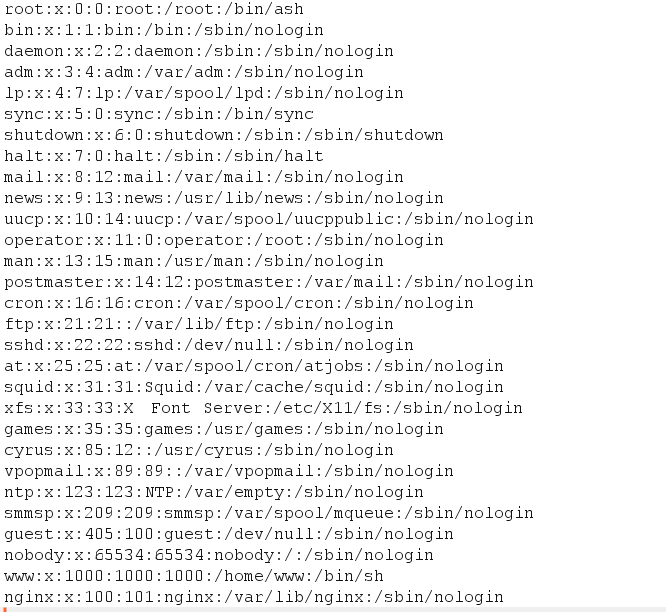 root:x:0:0:root:/root:/bin/ash
bin:x:1:1:bin:/bin:/sbin/nologin
daemon:x:2:2:daemon:/sbin:/sbin/nologin
adm:x:3:4:adm:/var/adm:/sbin/nologin
lp:x:4:7:lp:/var/spool/lpd:/sbin/nologin
sync:x:5:0:sync:/sbin:/bin/sync
shutdown:x:6:0:shutdown:/sbin:/sbin/shutdown
halt:x:7:0:halt:/sbin:/sbin/halt
mail:x:8:12:mail:/var/mail:/sbin/nologin
news:x:9:13:news:/usr/lib/news:/sbin/nologin
uucp:x:10:14:uucp:/var/spool/uucppublic:/sbin/nologin
operator:x:11:0:operator:/root:/sbin/nologin
man:x:13:15:man:/usr/man:/sbin/nologin
postmaster:x:14:12:postmaster:/var/mail:/sbin/nologin
cron:x:16:16:cron:/var/spool/cron:/sbin/nologin
ftp:x:21:21::/var/lib/ftp:/sbin/nologin
sshd:x:22:22:sshd:/dev/null:/sbin/nologin
at:x:25:25:at:/var/spool/cron/atjobs:/sbin/nologin
squid:x:31:31:Squid:/var/cache/squid:/sbin/nologin
xfs:x:33:33:X Font Server:/etc/X11/fs:/sbin/nologin
games:x:35:35:games:/usr/games:/sbin/nologin
cyrus:x:85:12::/usr/cyrus:/sbin/nologin
vpopmail:x:89:89::/var/vpopmail:/sbin/nologin
ntp:x:123:123:NTP:/var/empty:/sbin/nologin
smmsp:x:209:209:smmsp:/var/spool/mqueue:/sbin/nologin
guest:x:405:100:guest:/dev/null:/sbin/nologin
nobody:x:65534:65534:nobody:/:/sbin/nologin
www:x:1000:1000:1000:/home/www:/bin/sh
nginx:x:100:101:nginx:/var/lib/nginx:/sbin/nologin